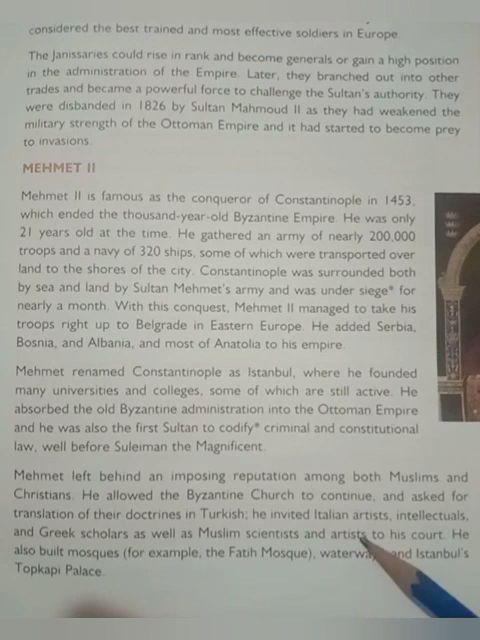 considered the best trained and most effective soldiers in Europe.
The Janissaries could rise in rank and become generals or gain a high position
in the administration of the Empire. Later, they branched out into other
trades and became a powerful force to challenge the Sultan's authority. They
were disbanded in 1826 by Sultan Mahmoud II as they had weakened the
military strength of the Ottoman Empire and it had started to become prey
to invasions.
MEHMET II
Mehmet II is famous as the conqueror of Constantinople in 1453,
which ended the thousand-year-old Byzantine Empire. He was only
21 years old at the time. He gathered an army of nearly 200,000
troops and a navy of 320 ships, some of which were transported over
land to the shores of the city. Constantinople was surrounded both
by sea and land by Sultan Mehmet's army and was under siege* for
nearly a month. With this conquest, Mehmet II managed to take his
troops right up to Belgrade in Eastern Europe. He added Serbia,
Bosnia, and Albania, and most of Anatolia to his empire.
Mehmet renamed Constantinople as Istanbul, where he founded
many universities and colleges, some of which are still active. He
absorbed the old Byzantine administration into the Ottoman Empire
and he was also the first Sultan to codify* criminal and constitutional
law, well before Suleiman the Magnificent.
Mehmet left behind an imposing reputation among both Muslims and
Christians. He allowed the Byzantine Church to continue, and asked for
translation of their doctrines in Turkish; he invited Italian artists, intellectuals,
and Greek scholars as well as Muslim scientists and artists to his court. He
also built mosques (for example, the Fatih Mosque), and Istanbul's
Topkapi Palace.